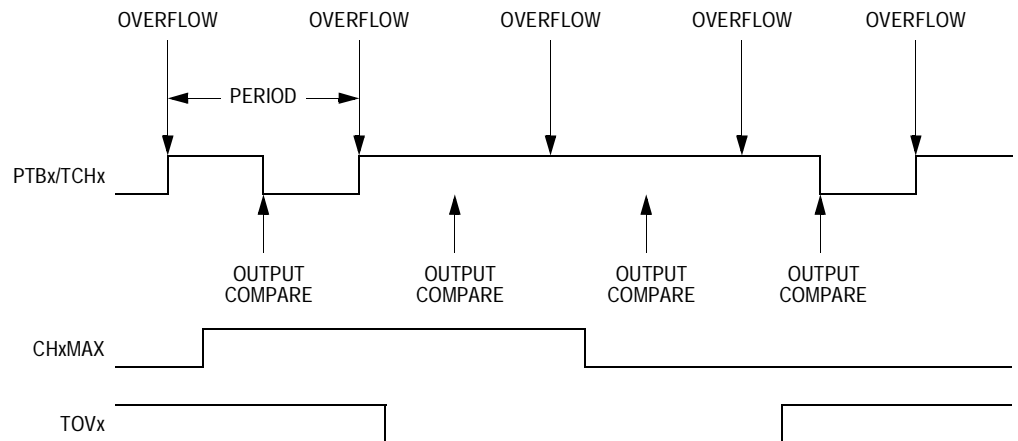 OVERFLOW OVERFLOW OVERFLOW OVERFLOW OVERFLOW
PERIOD
PTBx/TCHx
OUTPUT COMPARE
OUTPUT COMPARE
OUTPUT COMPARE
OUTPUT COMPARE
CHxMAX
TOVx